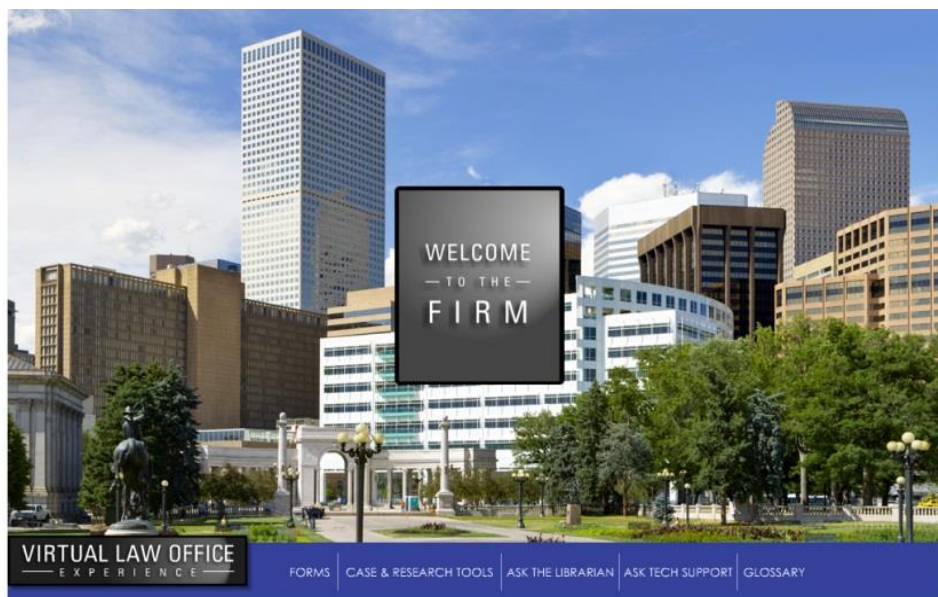 WELCOME
TO THE
FIRM
VIRTUAL LAW OFFICE
EXPERIENCE
FORMS
CASE & RESEARCH TOOLS
ASK THE LIBRARIAN
ASK TECH SUPPORT
GLOSSARY